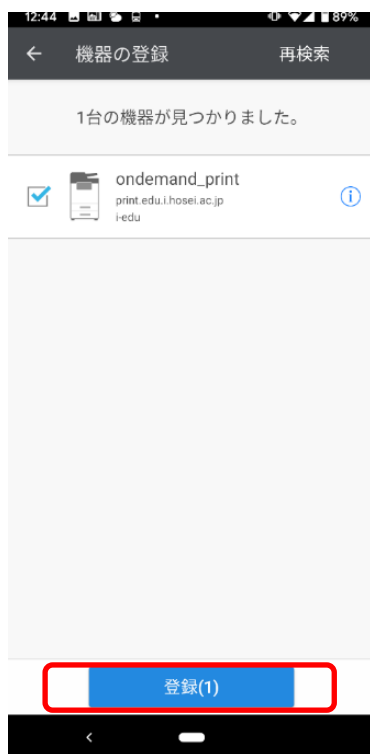 12:44 89%
機器の登録 再検索
1台の機器が見つかりました。
ondemand_print
print.edu.i.hosei.ac.jp
i-edu
登録(1)